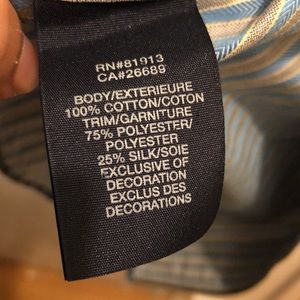 RN#81913
CA#26689
BODY/EXTERIEURE
100% COTTON/COTON
TRIM/GARNITURE
75% POLYESTER/
POLYESTER
25% SILK/SOIE
EXCLUSIVE OF
DECORATION
EXCLUS DES
DECORATIONS